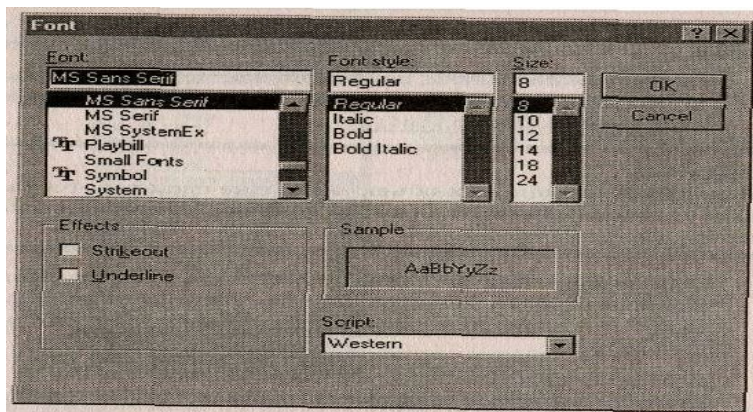 Font
Font: Font style: Size:
MS Sans Serif Regular 8 OK
MS Sans Serif Regular 8 Cancel
MS Serif Italic 10
MS SystemEx Bold 12
Playbill Bold Italic 14
Small Fonts 18
Symbol 24
System
Effects Sample
Strikeout AaBbYyZz
Underline
Script:
Western